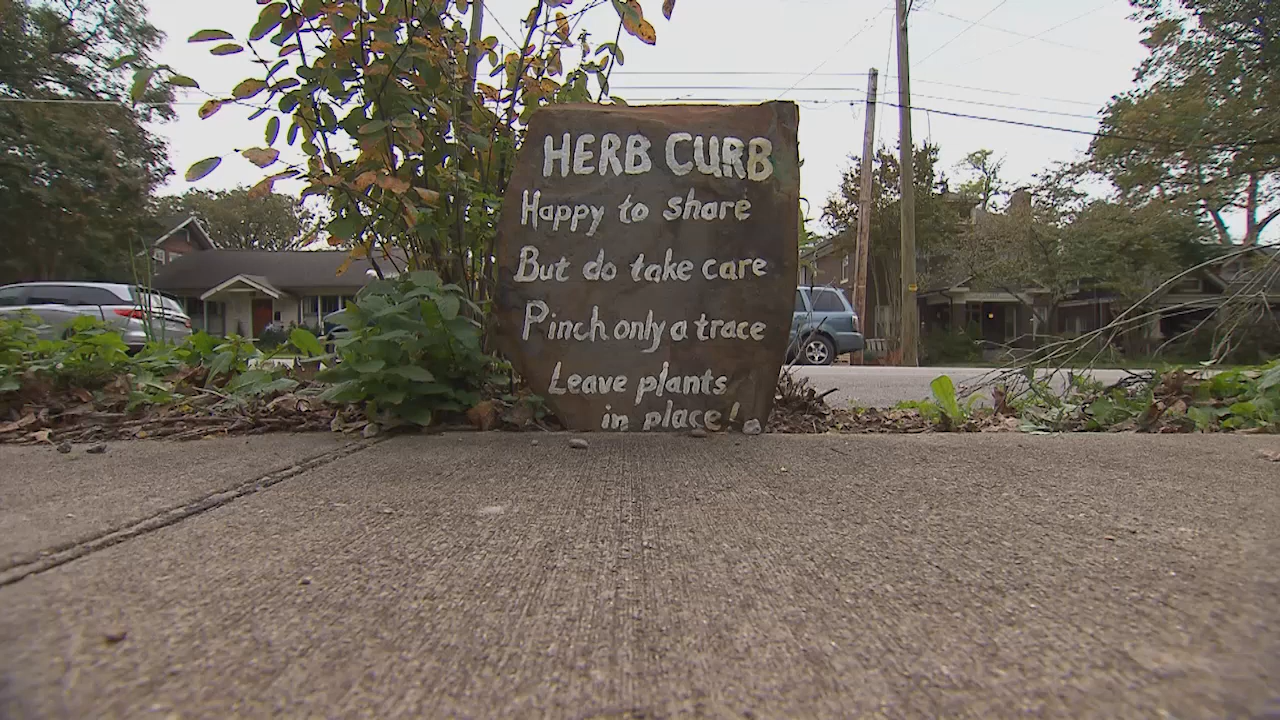 HERB CURB
Happy to share
But do take care
Pinch only a trace
Leave plants
in place!